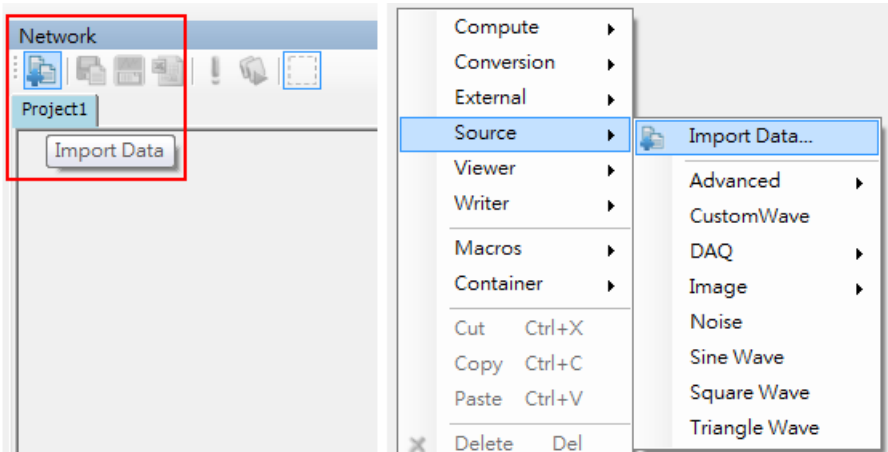 Network
Project1
Import Data
Compute
Conversion
External
Source
Viewer
Writer
Macros
Container
Cut Ctrl+X
Copy Ctrl+C
Paste Ctrl+V
Delete Del
Import Data...
Advanced
CustomWave
DAQ
Image
Noise
Sine Wave
Square Wave
Triangle Wave